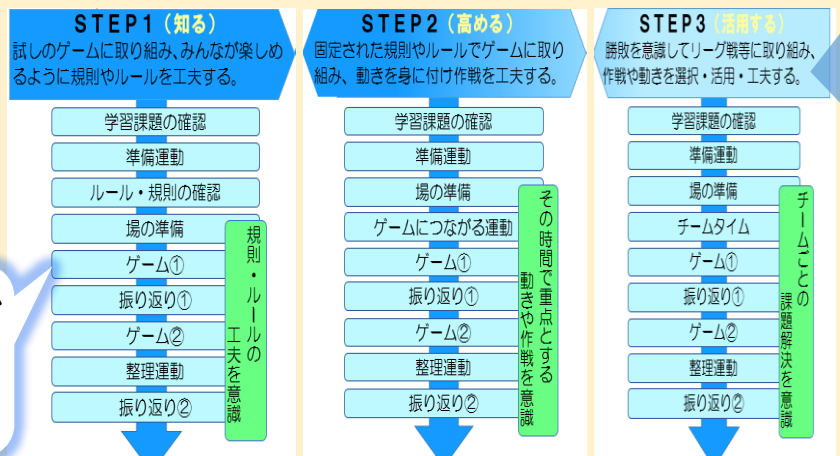 STEP1(知る)
試しのゲームに取り組み、みんなが楽しめ
るように規則やルールを工夫する。
学習課題の確認
準備運動
ルール・規則の確認
場の準備
ゲーム①
振り返り①
ゲーム②
整理運動
振り返り②
規則・ルールの
工夫を意識
STEP2(高める)
固定された規則やルールでゲームに取り
組み、動きを身に付け作戦を工夫する。
学習課題の確認
準備運動
場の準備
ゲームにつながる運動
ゲーム①
振り返り①
ゲーム②
整理運動
振り返り②
その時間で重点とする
動きや作戦を意識
STEP3(活用する)
勝敗を意識してリーグ戦等に取り組み、
作戦や動きを選択・活用・工夫する。
学習課題の確認
準備運動
場の準備
チームタイム
ゲーム①
振り返り①
ゲーム②
整理運動
振り返り②
チームごとの
課題解決を意識